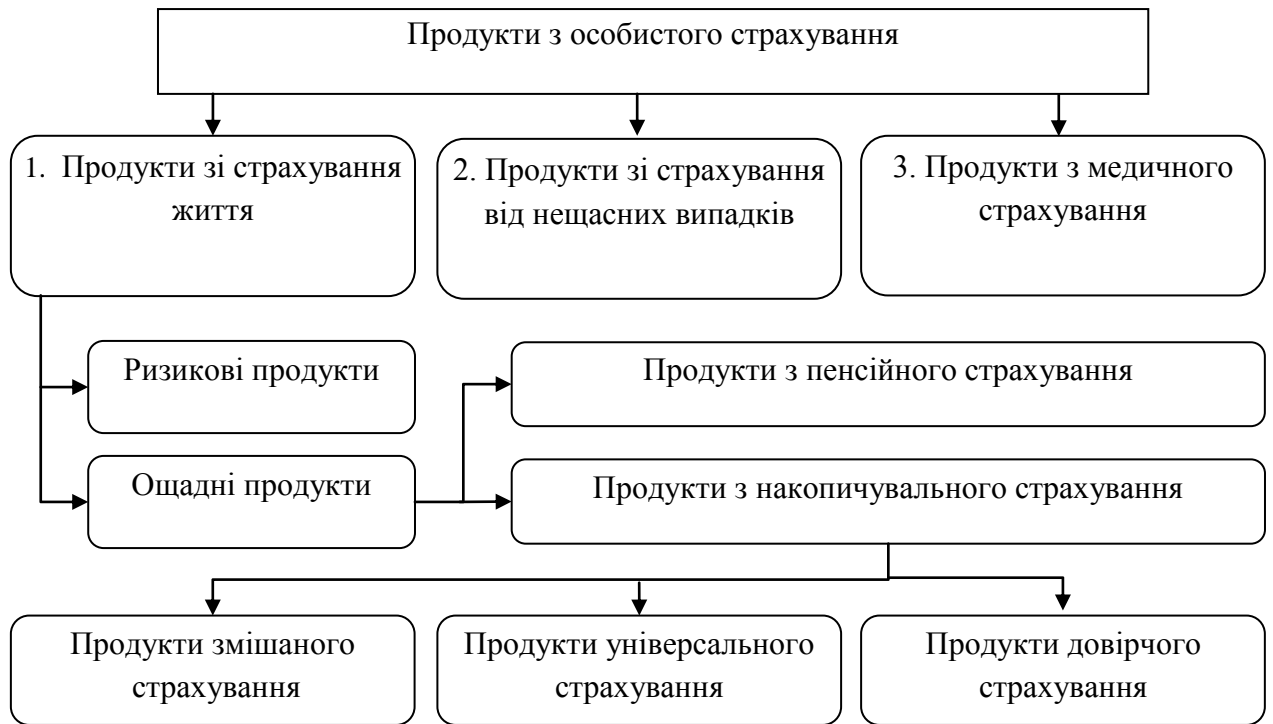 Продукти з особистого страхування
1. Продукти зі страхування
життя
2. Продукти зі страхування
від нещасних випадків
3. Продукти з медичного
страхування
Ризикові продукти
Продукти з пенсійного страхування
Ощадні продукти
Продукти з накопичувального страхування
Продукти змішаного
страхування
Продукти універсального
страхування
Продукти довірчого
страхування